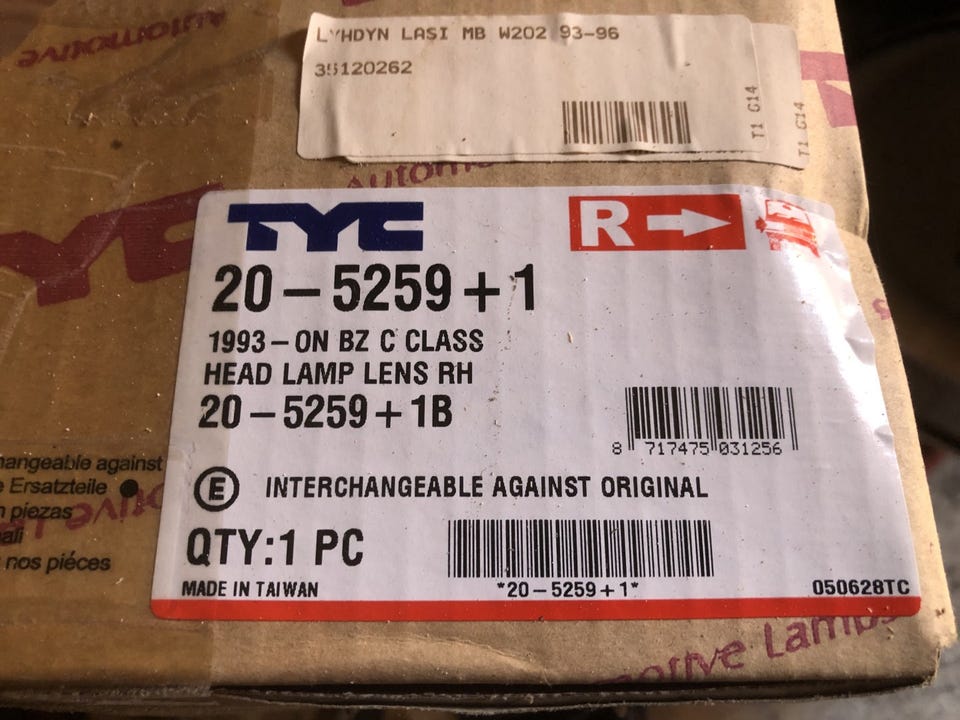 Automotive
LYHDYN LASI MB W202 93-96
35120262
T1 G14
T1 G14
TYC
TYC
R
20-5259+1
1993-ON BZ C CLASS
HEAD LAMP LENS RH
20-5259+1B
8 717475 031256
E INTERCHANGEABLE AGAINST ORIGINAL
QTY:1 PC
MADE IN TAIWAN
*20-5259+1*
050628TC
against
Ersatzteile
piezas
nos piéces